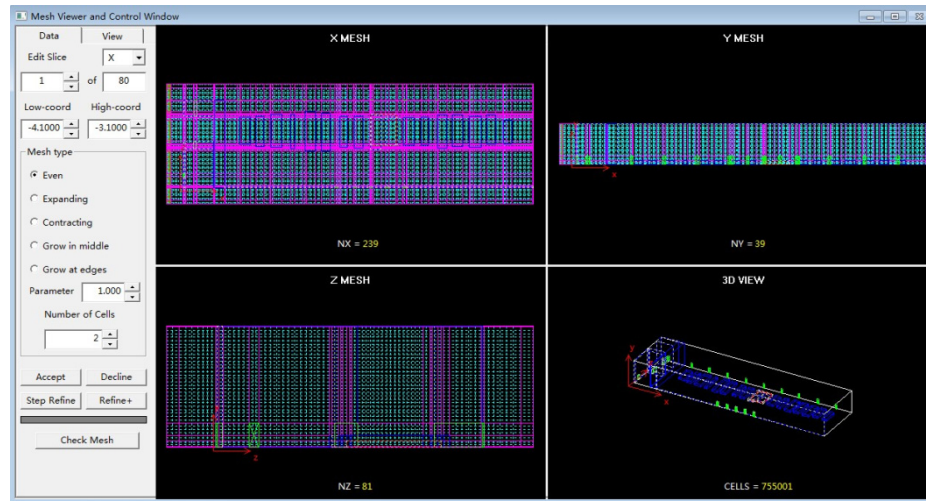 Mesh Viewer and Control Window
Data View
Edit Slice X
1 of 80
Low-coord High-coord
-4.1000 -3.1000
Mesh type
Even
Expanding
Contracting
Grow in middle
Grow at edges
Parameter 1.000
Number of Cells
2
Accept Decline
Step Refine Refine+
Check Mesh
X MESH
NX = 239
Y MESH
x
NY = 39
Z MESH
z
NZ = 81
3D VIEW
y
x
CELLS = 755001